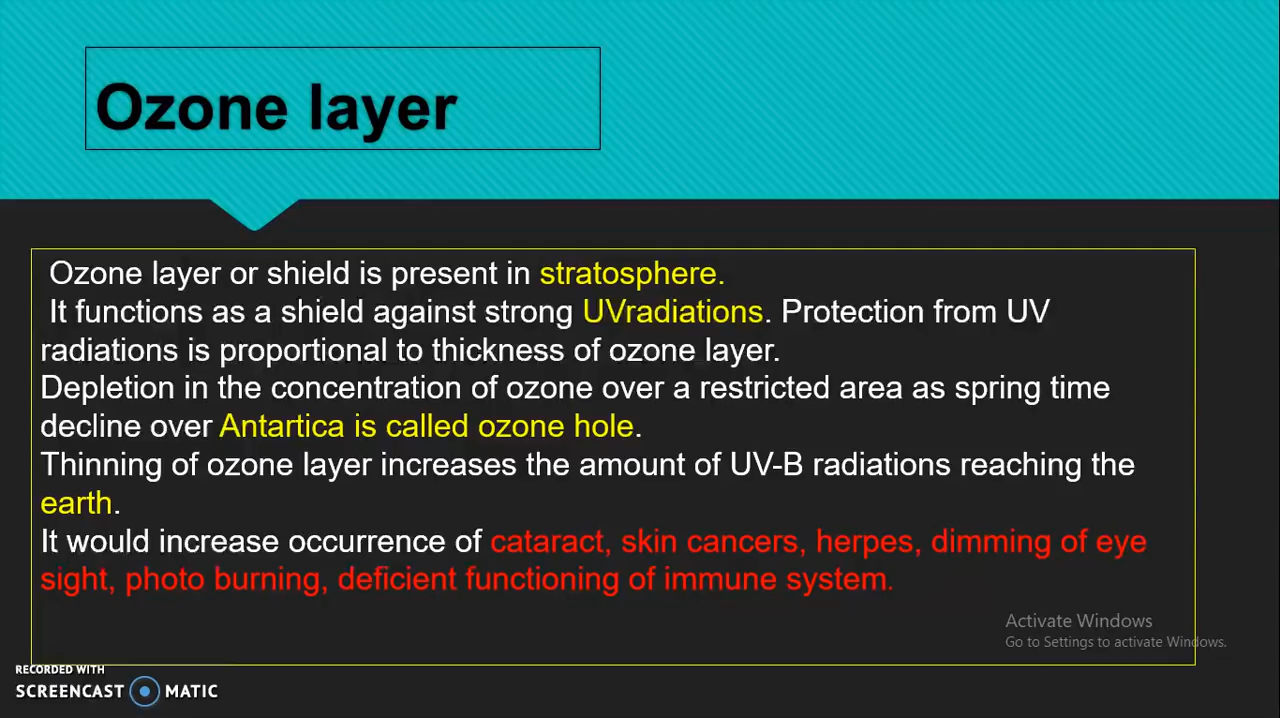 Ozone layer
Ozone layer or shield is present in stratosphere.
It functions as a shield against strong UVradiations. Protection from UV
radiations is proportional to thickness of ozone layer.
Depletion in the concentration of ozone over a restricted area as spring time
decline over Antartica is called ozone hole.
Thinning of ozone layer increases the amount of UV-B radiations reaching the
earth.
It would increase occurrence of cataract, skin cancers, herpes, dimming of eye
sight, photo burning, deficient functioning of immune system.
Activate Windows
Go to Settings to activate Windows.
RECORDED WITH
SCREENCAST MATIC